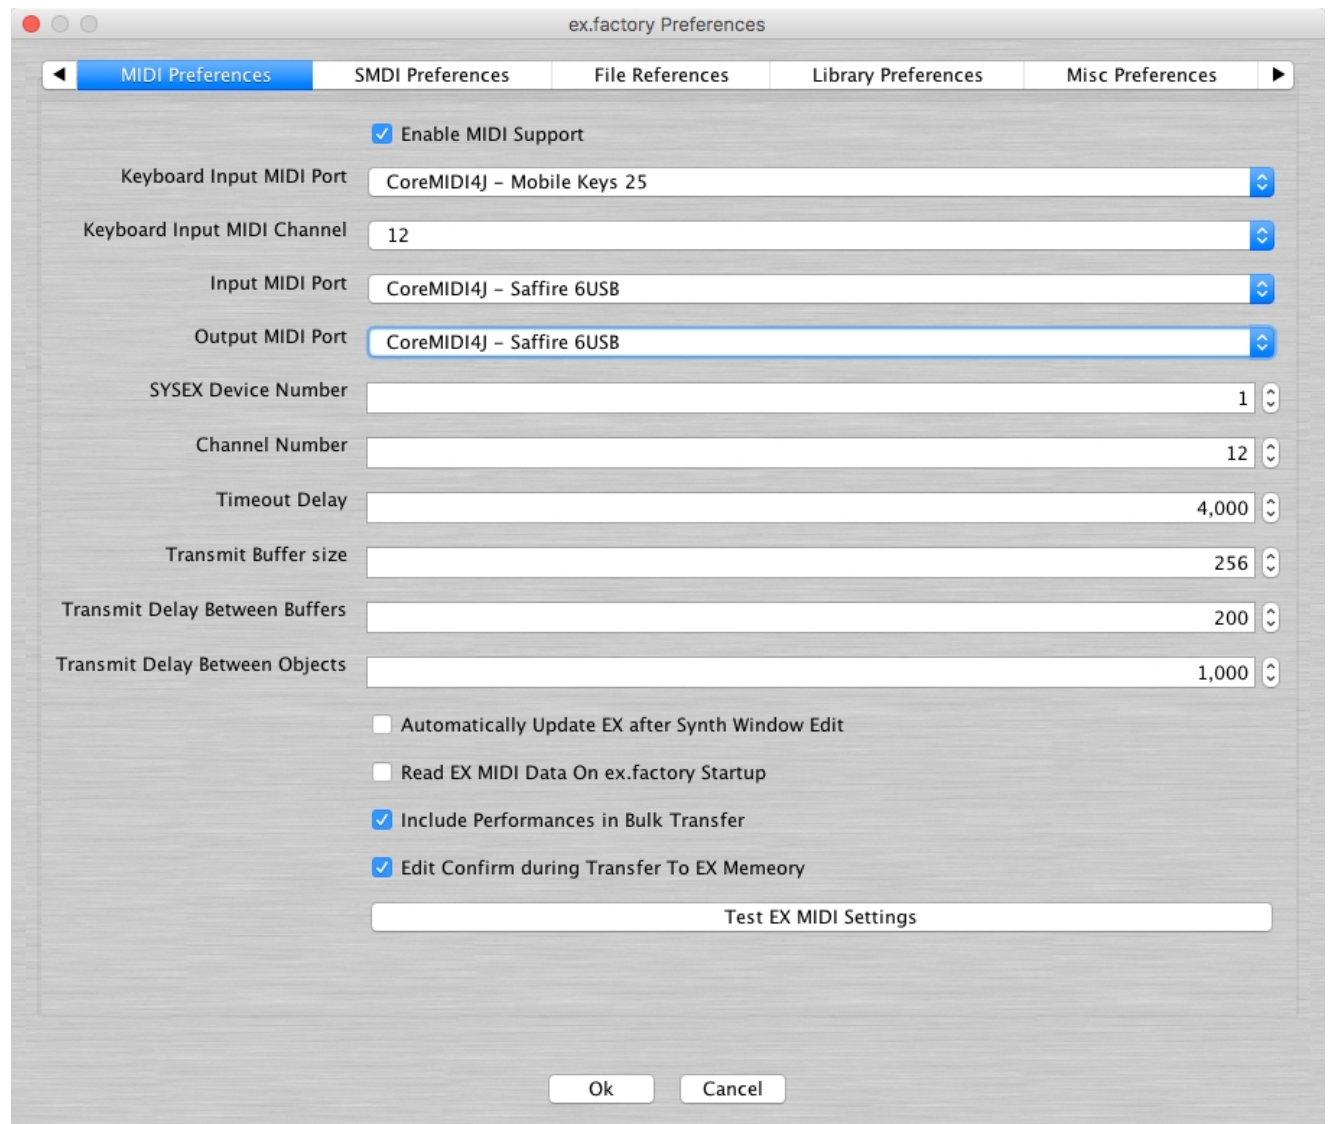 ex.factory Preferences
MIDI Preferences SMDI Preferences File References Library Preferences Misc Preferences
Enable MIDI Support
Keyboard Input MIDI Port CoreMIDI4J – Mobile Keys 25
Keyboard Input MIDI Channel 12
Input MIDI Port CoreMIDI4J – Saffire 6USB
Output MIDI Port CoreMIDI4J – Saffire 6USB
SYSEX Device Number 1
Channel Number 12
Timeout Delay 4,000
Transmit Buffer size 256
Transmit Delay Between Buffers 200
Transmit Delay Between Objects 1,000
Automatically Update EX after Synth Window Edit
Read EX MIDI Data On ex.factory Startup
Include Performances in Bulk Transfer
Edit Confirm during Transfer To EX Memeory
Test EX MIDI Settings
Ok Cancel